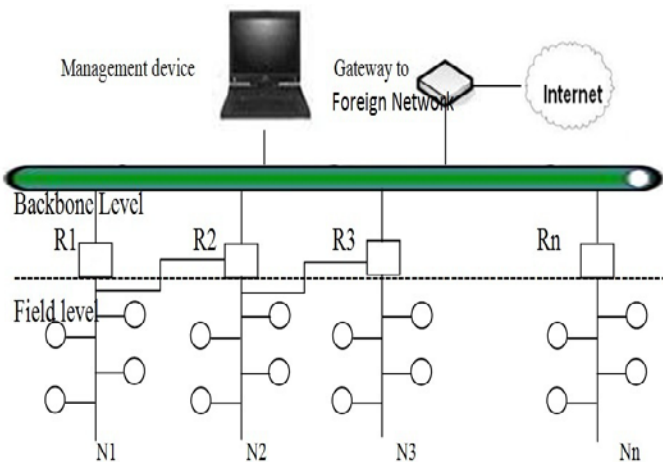 Management device
Gateway to
Foreign Network
Internet
Backbone Level
R1
R2
R3
Rn
Field level
N1
N2
N3
Nn